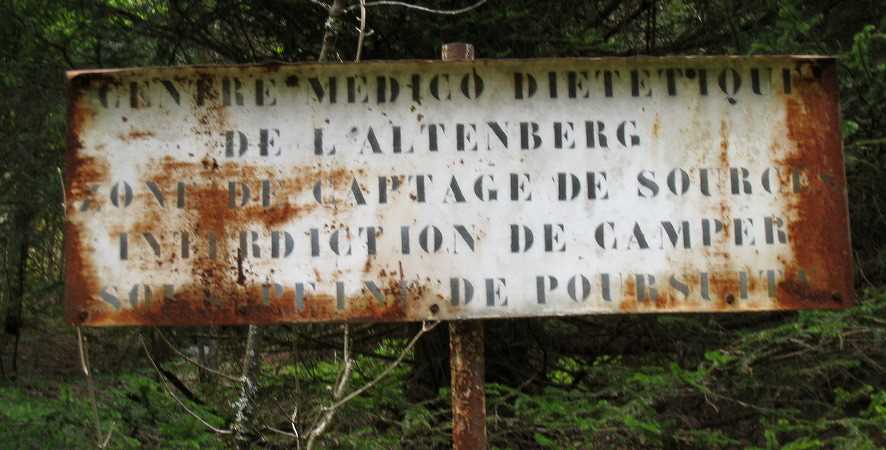 CENTRE MEDICO DIETETIQUE
DE L'ALTENBERG
ZONE DE CAPTAGE DE SOURCES
INTERDICTION DE CAMPER
SOUS PEINE DE POURSUITE